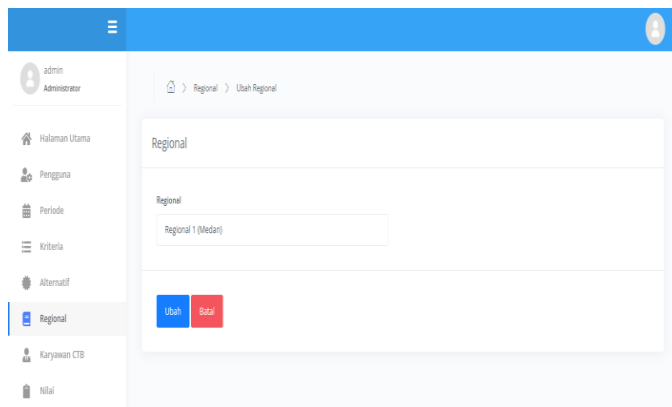 admin
Administrator
Regional > Ubah Regional
Halaman Utama
Pengguna
Periode
Kriteria
Alternatif
Regional
Karyawan CTB
Nilai
Regional
Regional
Regional 1 (Medan)
Ubah Batal